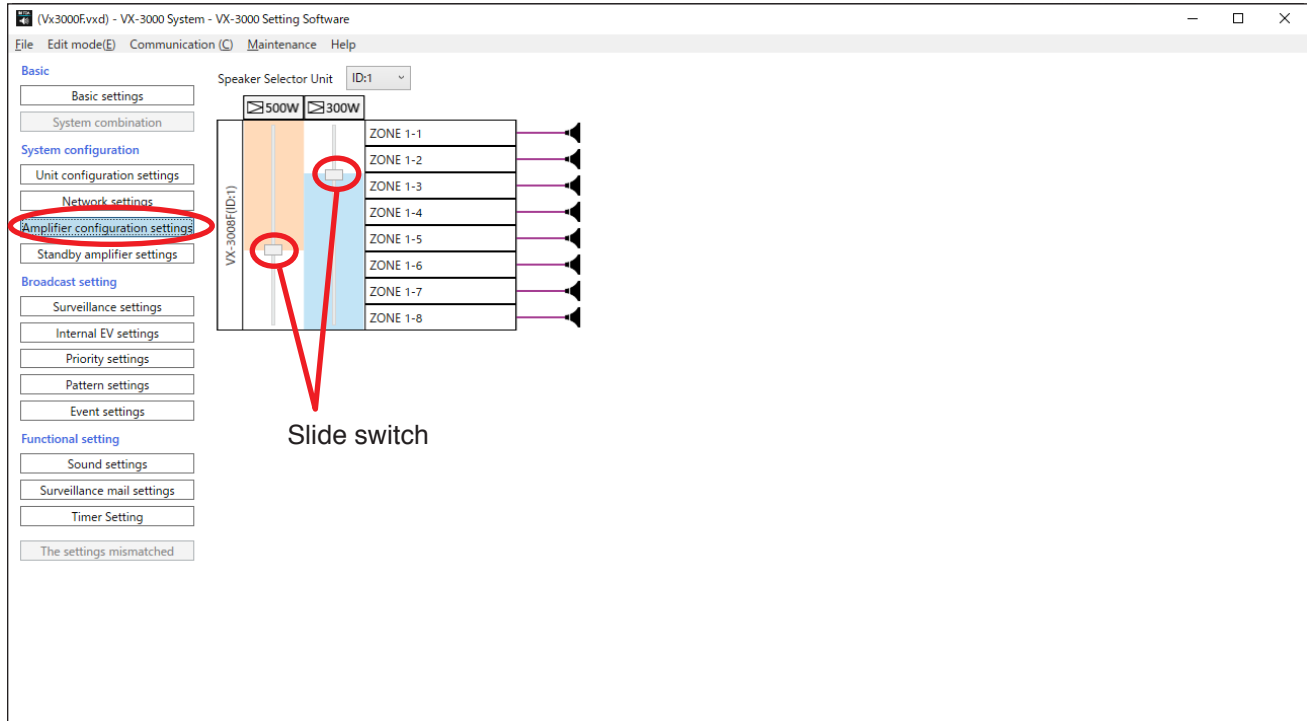 (Vx3000F.vxd) - VX-3000 System - VX-3000 Setting Software
File Edit mode(E) Communication (C) Maintenance Help
Basic
Basic settings
System combination
System configuration
Unit configuration settings
Network settings
Amplifier configuration settings
Standby amplifier settings
Broadcast setting
Surveillance settings
Internal EV settings
Priority settings
Pattern settings
Event settings
Functional setting
Sound settings
Surveillance mail settings
Timer Setting
The settings mismatched
Speaker Selector Unit ID:1
500W 300W
VX-3008F(ID:1)
ZONE 1-1
ZONE 1-2
ZONE 1-3
ZONE 1-4
ZONE 1-5
ZONE 1-6
ZONE 1-7
ZONE 1-8
Slide switch